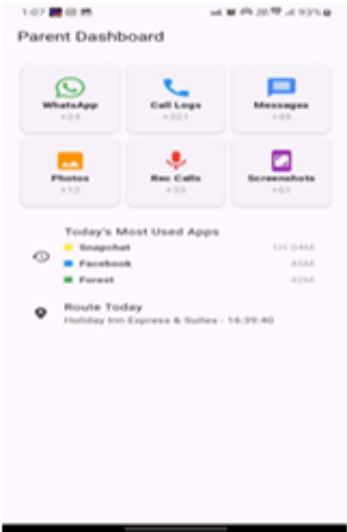 1:07 93%
Parent Dashboard
WhatsApp Call Logs Messages
+24 +321 +45
Photos Rec Calls Screenshots
+12 +33 +61
Today's Most Used Apps
Snapchat 1H 04M
Facebook 45M
Forest 43M
Route Today
Holiday Inn Express & Suites - 16:39:40